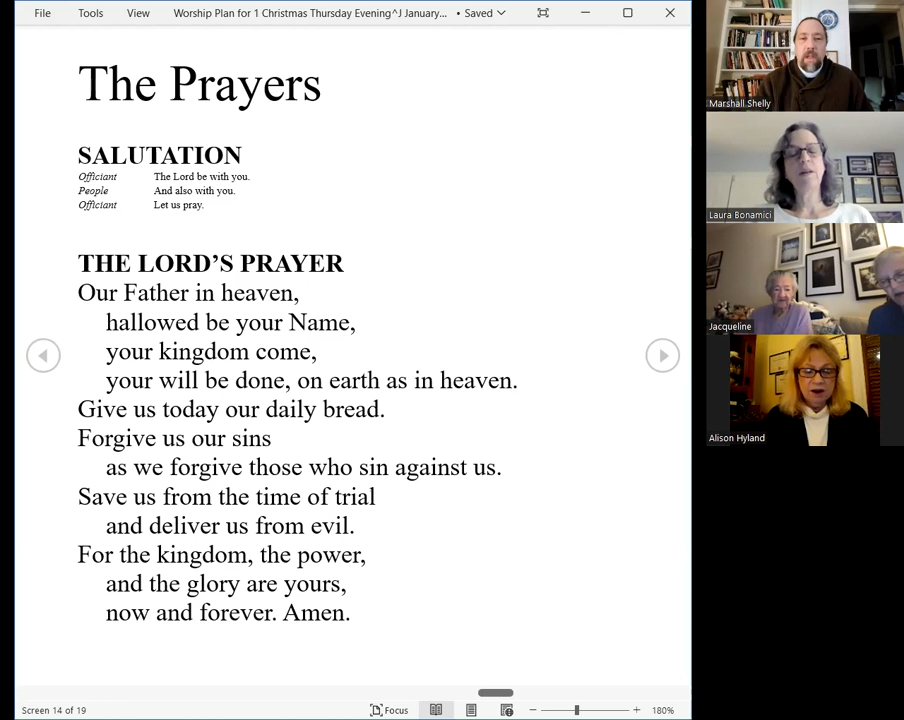 File Tools View Worship Plan for 1 Christmas Thursday Evening^J January... • Saved
The Prayers
SALUTATION
Officiant The Lord be with you.
People And also with you.
Officiant Let us pray.
THE LORD’S PRAYER
Our Father in heaven,
hallowed be your Name,
your kingdom come,
your will be done, on earth as in heaven.
Give us today our daily bread.
Forgive us our sins
as we forgive those who sin against us.
Save us from the time of trial
and deliver us from evil.
For the kingdom, the power,
and the glory are yours,
now and forever. Amen.
Screen 14 of 19 Focus 180%
Marshall Shelly
Laura Bonamici
Jacqueline
Alison Hyland